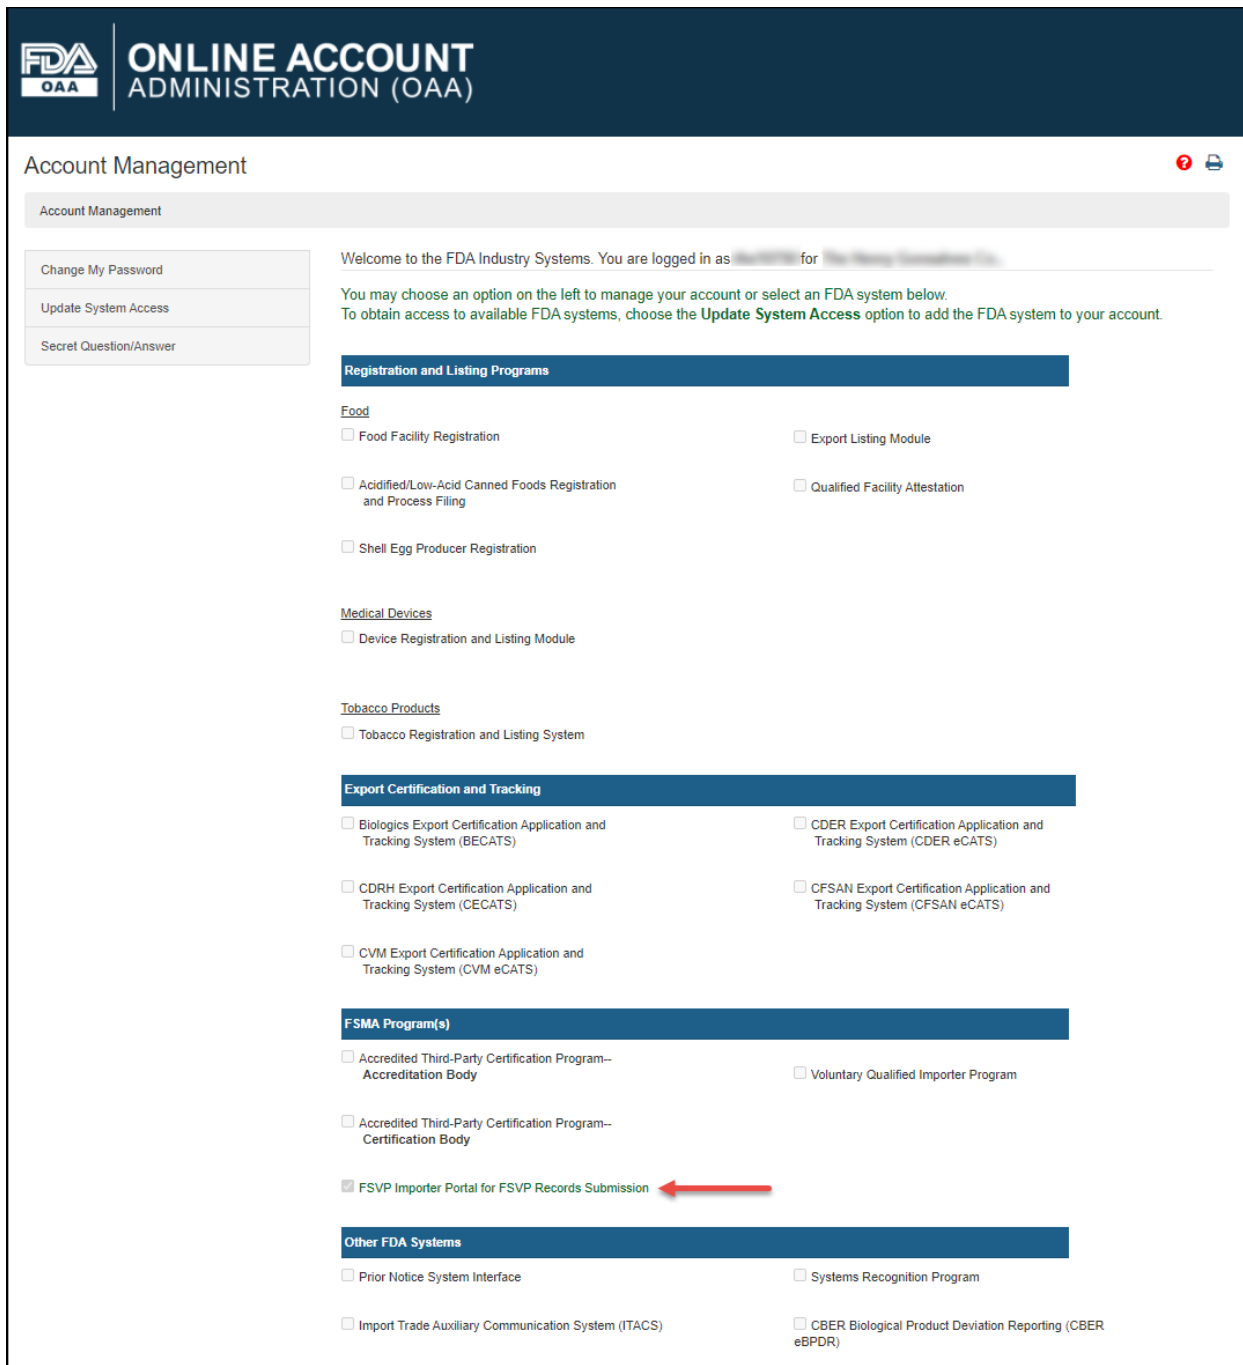 FDA
OAA
ONLINE ACCOUNT
ADMINISTRATION (OAA)
Account Management
Account Management
Change My Password
Update System Access
Secret Question/Answer
Welcome to the FDA Industry Systems. You are logged in as for
You may choose an option on the left to manage your account or select an FDA system below.
To obtain access to available FDA systems, choose the Update System Access option to add the FDA system to your account.
Registration and Listing Programs
Food
Food Facility Registration
Export Listing Module
Acidified/Low-Acid Canned Foods Registration
and Process Filing
Qualified Facility Attestation
Shell Egg Producer Registration
Medical Devices
Device Registration and Listing Module
Tobacco Products
Tobacco Registration and Listing System
Export Certification and Tracking
Biologics Export Certification Application and
Tracking System (BECATS)
CDER Export Certification Application and
Tracking System (CDER eCATS)
CDRH Export Certification Application and
Tracking System (CECATS)
CFSAN Export Certification Application and
Tracking System (CFSAN eCATS)
CVM Export Certification Application and
Tracking System (CVM eCATS)
FSMA Program(s)
Accredited Third-Party Certification Program--
Accreditation Body
Voluntary Qualified Importer Program
Accredited Third-Party Certification Program--
Certification Body
FSVP Importer Portal for FSVP Records Submission
Other FDA Systems
Prior Notice System Interface
Systems Recognition Program
Import Trade Auxiliary Communication System (ITACS)
CBER Biological Product Deviation Reporting (CBER
eBPDR)